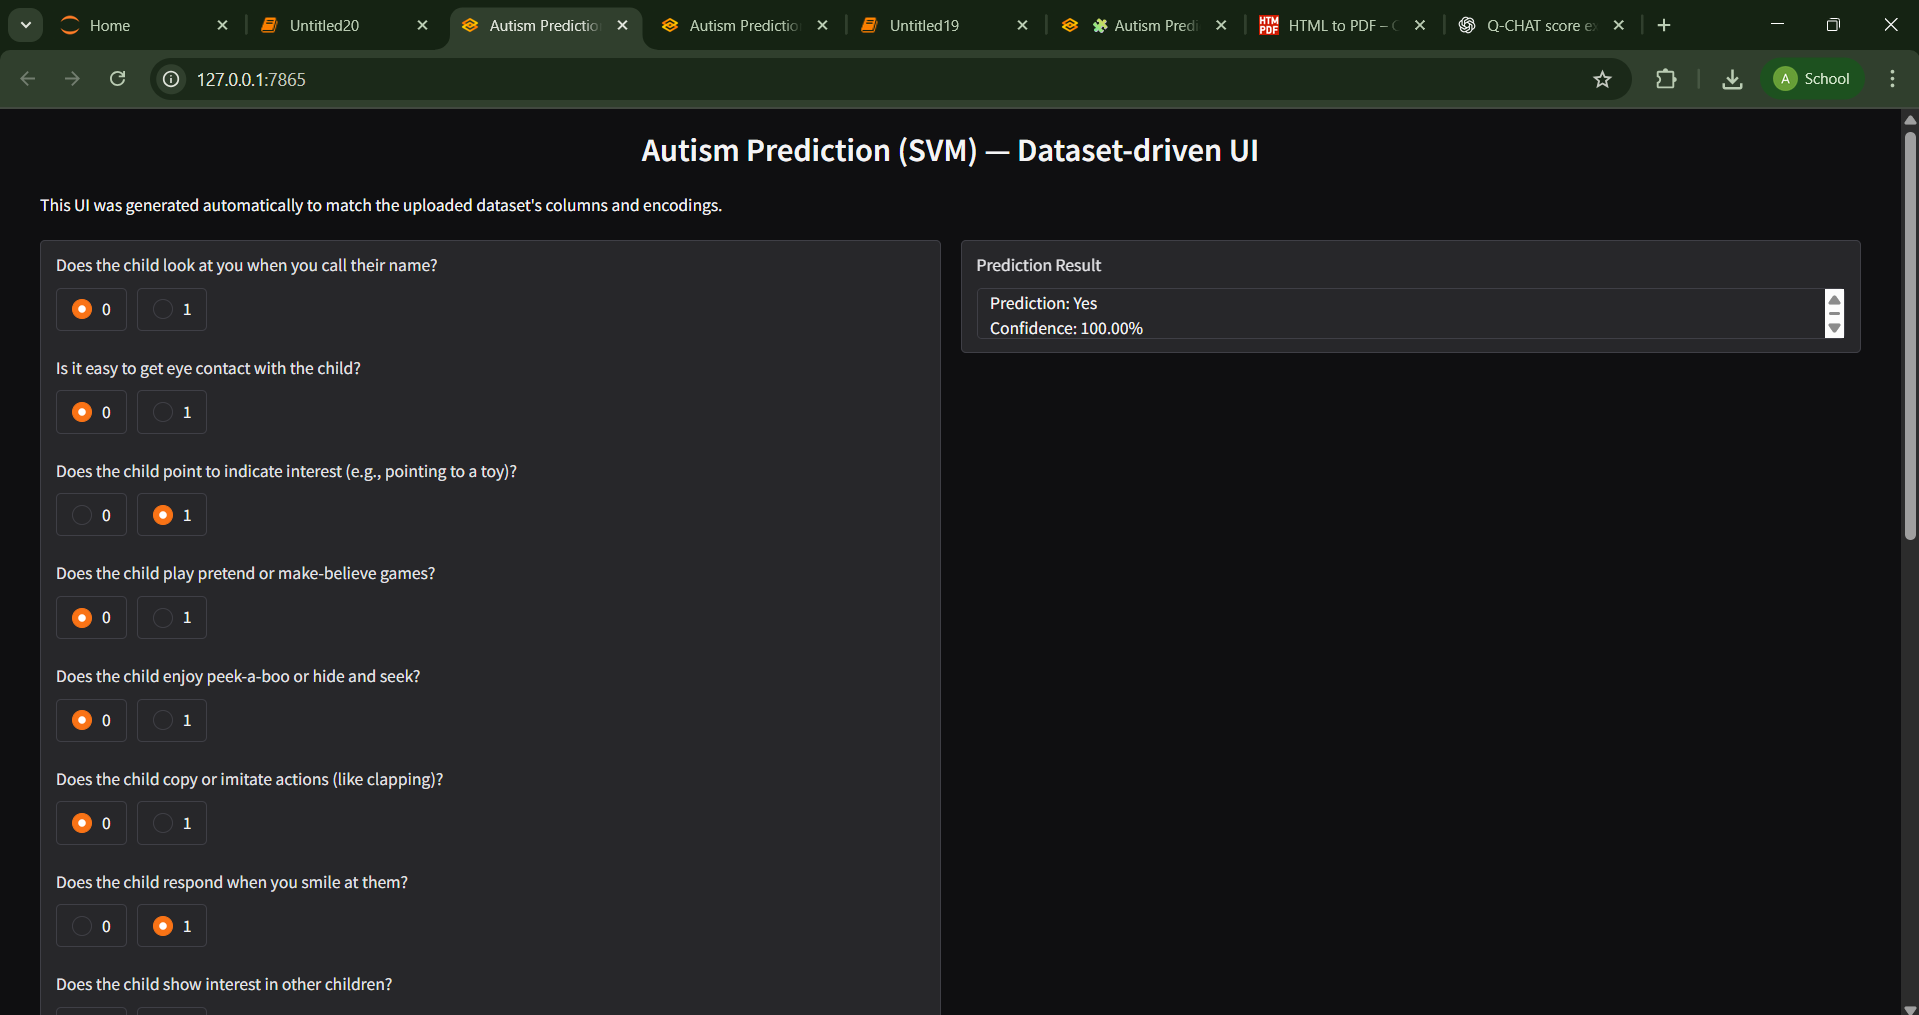 Home
Untitled20
Autism Predictio
Autism Predictio
Untitled19
Autism Predi
HTM PDF
HTML to PDF – C
Q-CHAT score e
127.0.0.1:7865
A
School
Autism Prediction (SVM) — Dataset-driven UI
This UI was generated automatically to match the uploaded dataset's columns and encodings.
Does the child look at you when you call their name?
0 1
Is it easy to get eye contact with the child?
0 1
Does the child point to indicate interest (e.g., pointing to a toy)?
0 1
Does the child play pretend or make-believe games?
0 1
Does the child enjoy peek-a-boo or hide and seek?
0 1
Does the child copy or imitate actions (like clapping)?
0 1
Does the child respond when you smile at them?
0 1
Does the child show interest in other children?
Prediction Result
Prediction: Yes
Confidence: 100.00%